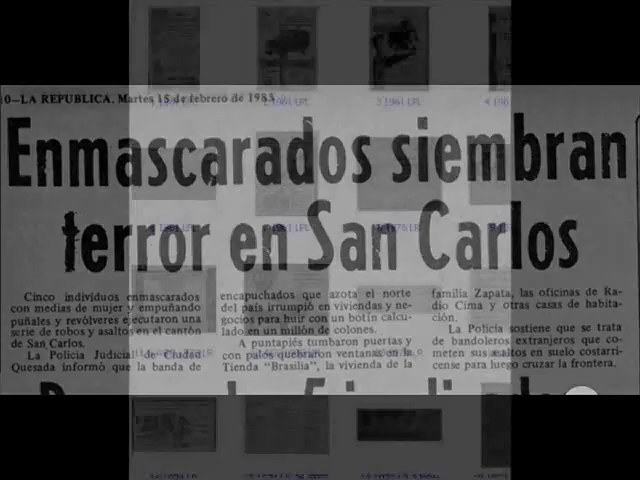 0-LA REPUBLICA. Martes 15 de febrero de 1983
Enmascarados siembran
terror en San Carlos
Cinco individuos enmascarados
con medias de mujer y empuñando
puñales y revólveres ejecutaron una
serie de robos y asaltos en el cantón
de San Carlos.
La Policía Judicial de Ciudad
Quesada informó que la banda de
encapuchados que azota el norte
del país irrumpió en viviendas y ne-
gocios para huir con un botín calcu-
lado en un millón de colones.
A puntapiés tumbaron puertas y
con palos quebraron ventanas en la
Tienda "Brasilia", la vivienda de la
familia Zapata, las oficinas de Ra-
dio Cima y otras casas de habita-
ción.
La Policía sostiene que se trata
de bandoleros extranjeros que co-
meten sus asaltos en suelo costarri-
cense para luego cruzar la frontera.